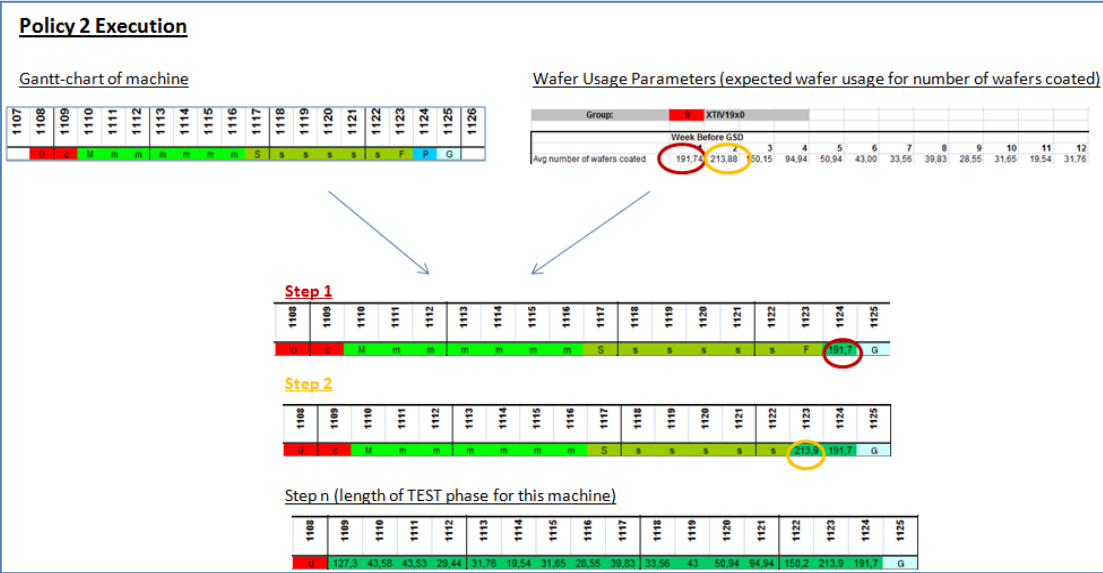 Policy 2 Execution
Gantt-chart of machine
Wafer Usage Parameters (expected wafer usage for number of wafers coated)
1107 1108 1109 1110 1111 1112 1113 1114 1115 1116 1117 1118 1119 1120 1121 1122 1123 1124 1125 1126
U c M m m m m m m S s s s s s F P G
Group: 9 XTIV19x0
Week Before GSD
1 2 3 4 5 6 7 8 9 10 11 12
Avg number of wafers coated 191,74 213,88 150,15 94,94 50,94 43,00 33,56 39,83 28,55 31,65 19,54 31,76
Step 1
1108 1109 1110 1111 1112 1113 1114 1115 1116 1117 1118 1119 1120 1121 1122 1123 1124 1125
U c M m m m m m m S s s s s s F 191,7 G
Step 2
1108 1109 1110 1111 1112 1113 1114 1115 1116 1117 1118 1119 1120 1121 1122 1123 1124 1125
U c M m m m m m m S s s s s s 213,9 191,7 G
Step n (length of TEST phase for this machine)
1108 1109 1110 1111 1112 1113 1114 1115 1116 1117 1118 1119 1120 1121 1122 1123 1124 1125
U 127,3 43,58 43,53 29,44 31,76 19,54 31,65 28,55 39,83 33,56 43 50,94 94,94 150,2 213,9 191,7 G